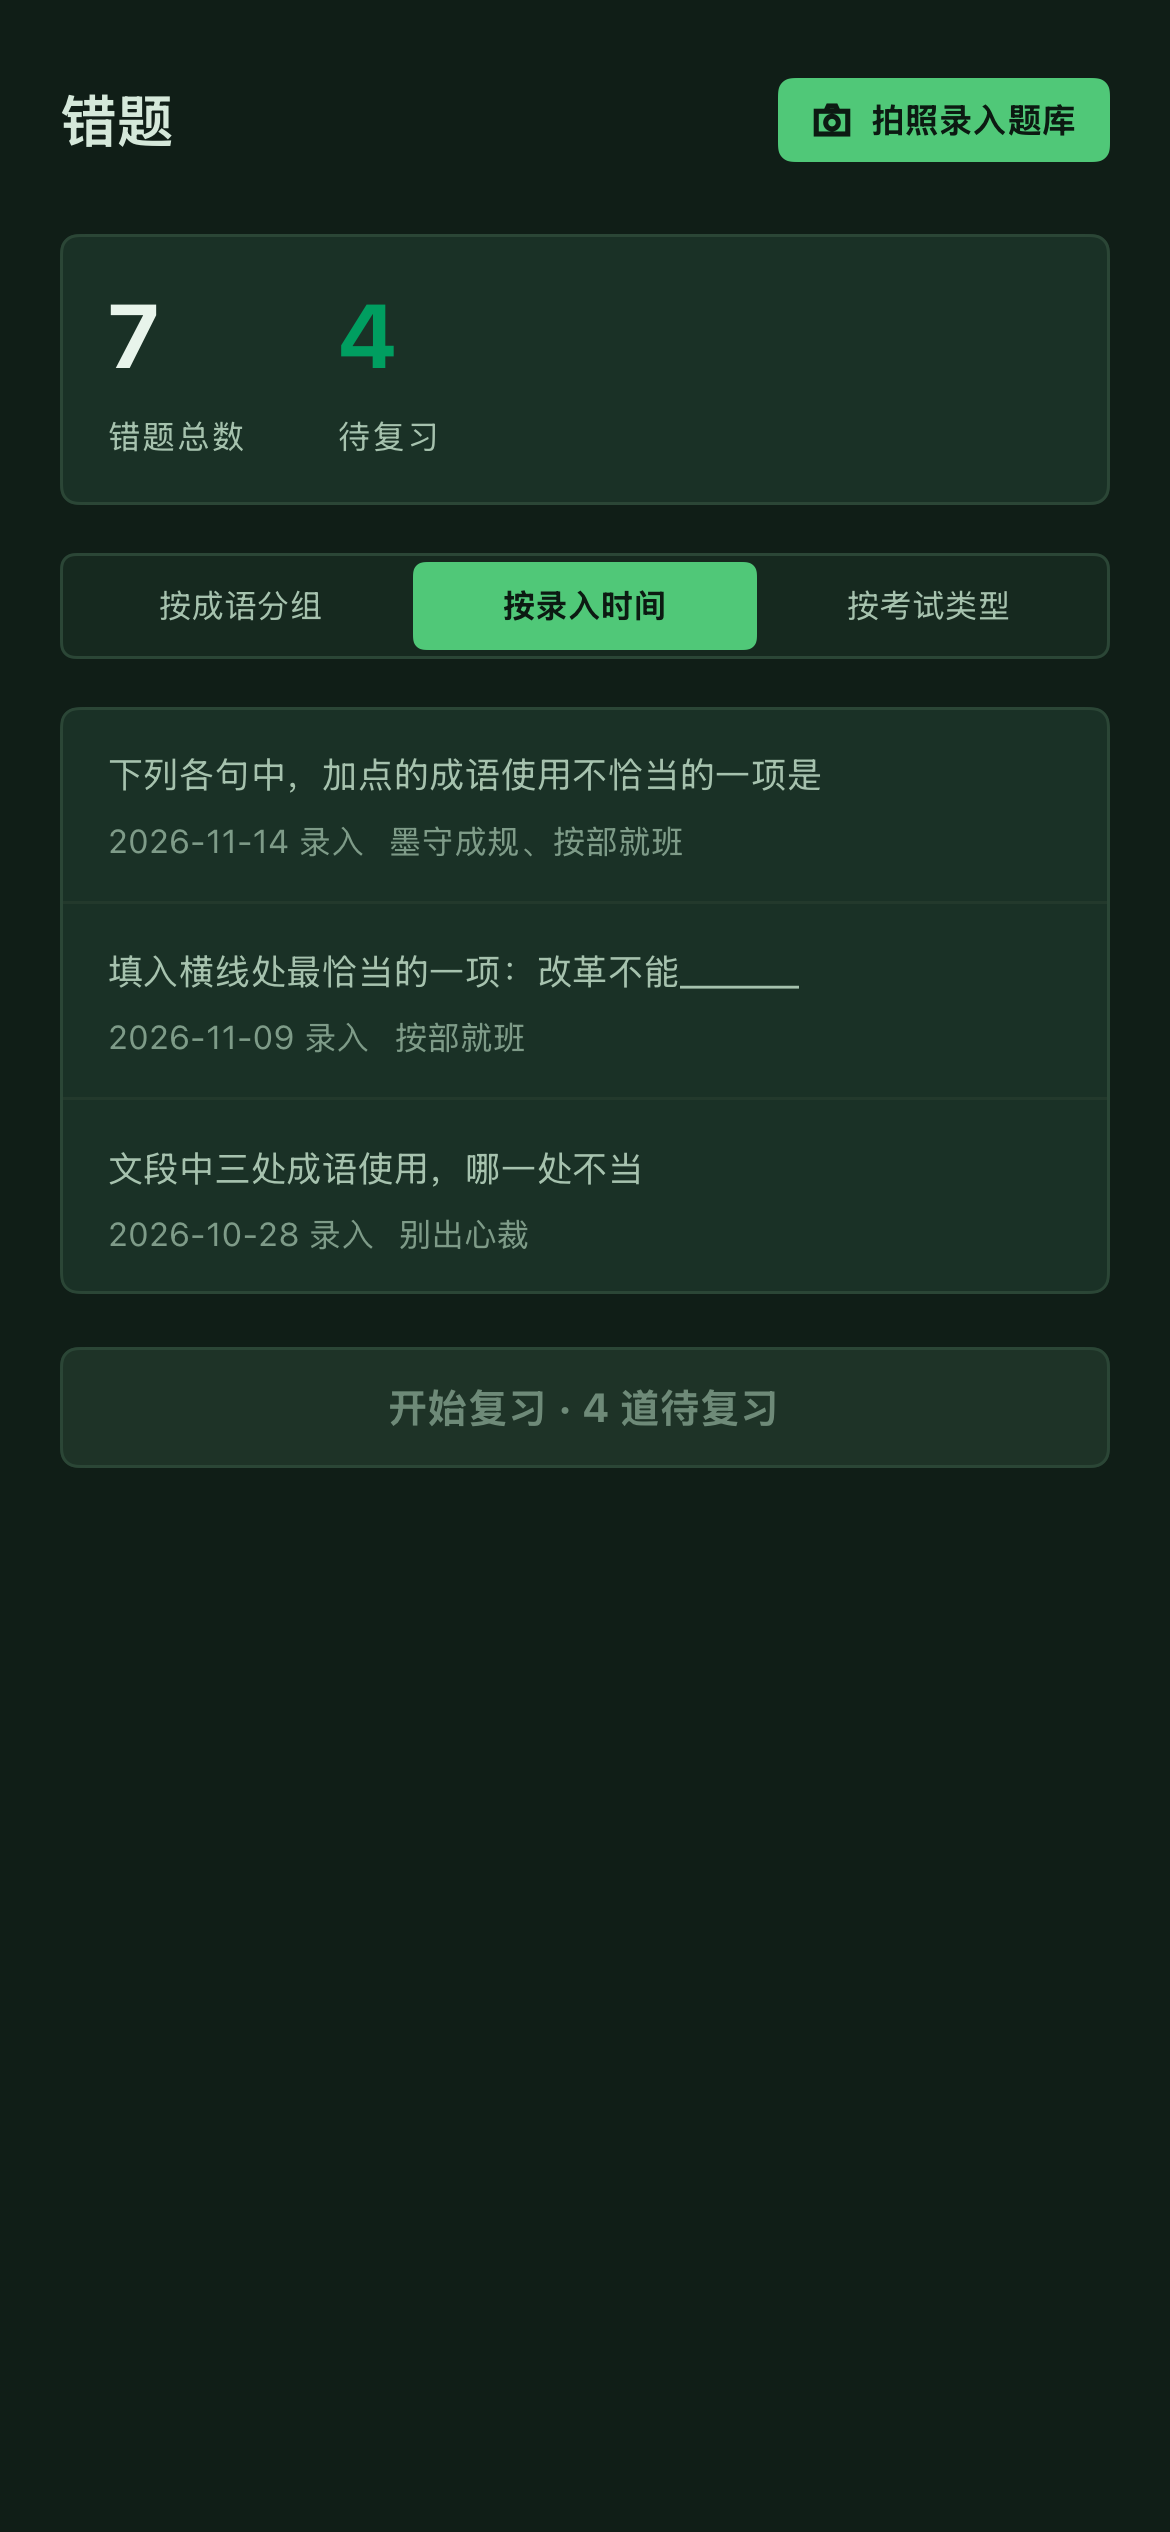 错题
拍照录入题库
7
4
错题总数
待复习
按成语分组
按录入时间
按考试类型
下列各句中，加点的成语使用不恰当的一项是
2026-11-14 录入 墨守成规、按部就班
填入横线处最恰当的一项：改革不能______
2026-11-09 录入 按部就班
文段中三处成语使用，哪一处不当
2026-10-28 录入 别出心裁
开始复习 · 4 道待复习